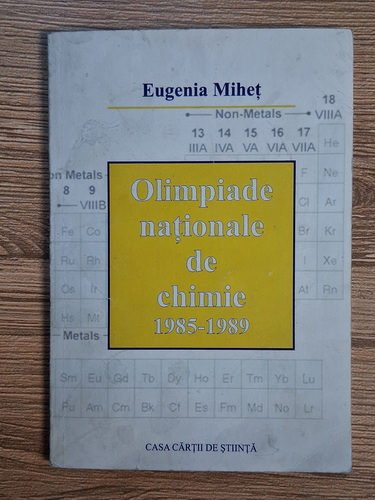 Eugenia Miheț
18
Non-Metals
VIIIA
13 14 15 16 17
IIIA IVA VA VIA VIIA
He
on Metals
F Ne
8 9
VIIIB
Cl Ar
Fe Co
Br Kr
Ru Rh
I Xe
Os Ir
At Rn
Hs Mt
Metals
Olimpiade
naționale
de
chimie
1985-1989
Sm Eu Gd Tb Dy Ho Er Tm Yb Lu
Pu Am Cm Bk Cf Es Fm Md No Lr
CASA CĂRȚII DE ȘTIINȚĂ